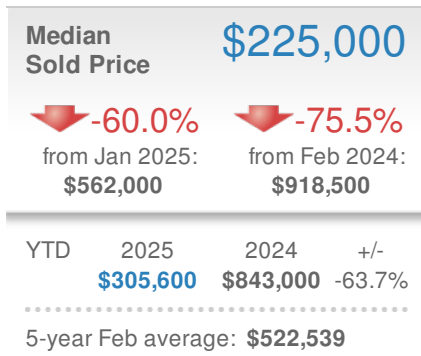 Median
Sold Price
$225,000
-60.0% -75.5%
from Jan 2025: from Feb 2024:
$562,000 $918,500
YTD 2025 2024 +/-
$305,600 $843,000 -63.7%
5-year Feb average: $522,539